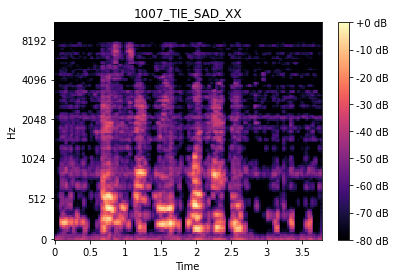 1007_TIE_SAD_XX
Hz
8192
4096
2048
1024
512
0
0 0.5 1 1.5 2 2.5 3 3.5
Time
+0 dB
-10 dB
-20 dB
-30 dB
-40 dB
-50 dB
-60 dB
-70 dB
-80 dB